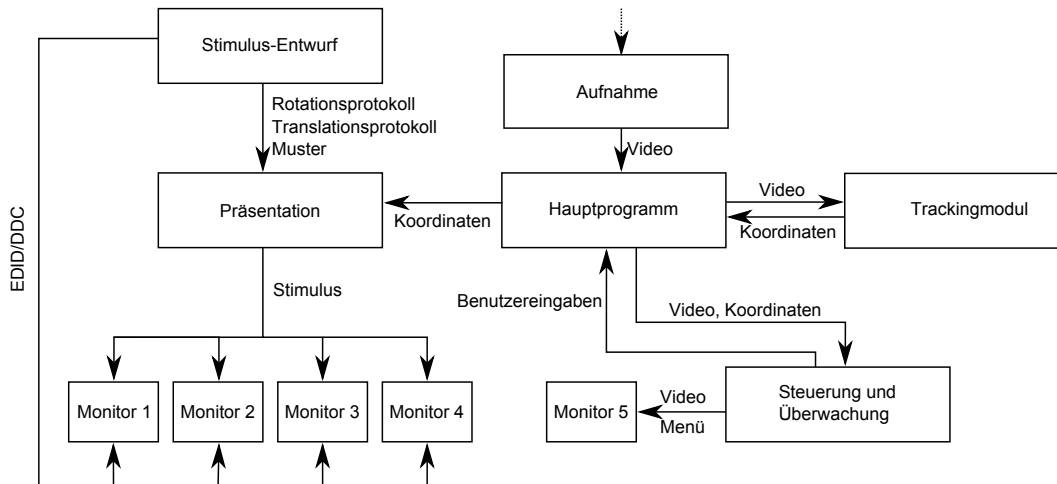 Stimulus-Entwurf
Aufnahme
Rotationsprotokoll
Translationsprotokoll
Muster
Video
Präsentation
Koordinaten
Hauptprogramm
Video
Koordinaten
Trackingmodul
EDID/DDC
Stimulus
Benutzereingaben
Video, Koordinaten
Monitor 1
Monitor 2
Monitor 3
Monitor 4
Monitor 5
Video
Menü
Steuerung und
Überwachung